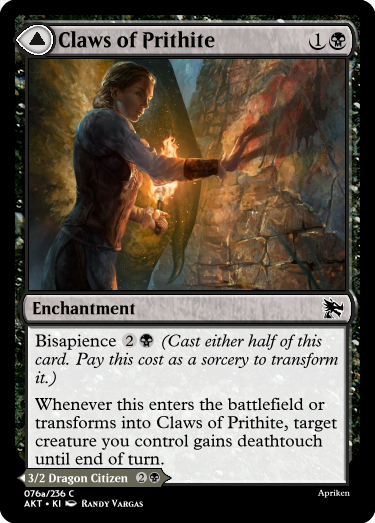 Claws of Prithite 1
Enchantment
Bisapience 2 (Cast either half of this
card. Pay this cost as a sorcery to transform
it.)
Whenever this enters the battlefield or
transforms into Claws of Prithite, target
creature you control gains deathtouch
until end of turn.
3/2 Dragon Citizen 2
076a/236 C
Apriken
AKT • KI RANDY VARGAS